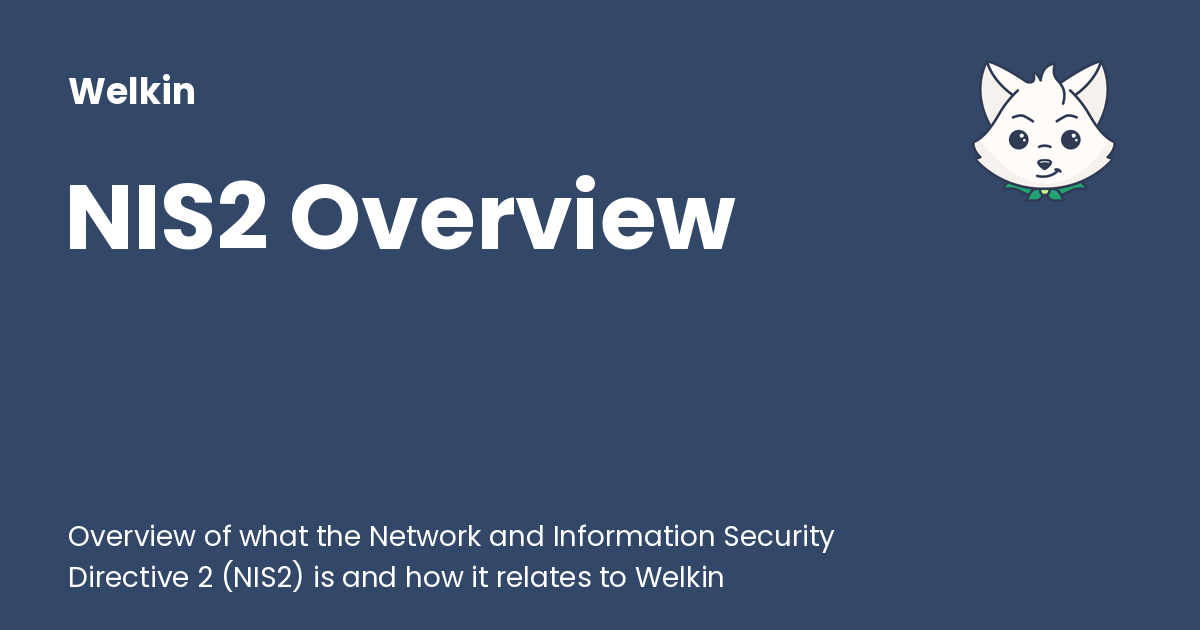 Welkin
NIS2 Overview
Overview of what the Network and Information Security
Directive 2 (NIS2) is and how it relates to Welkin